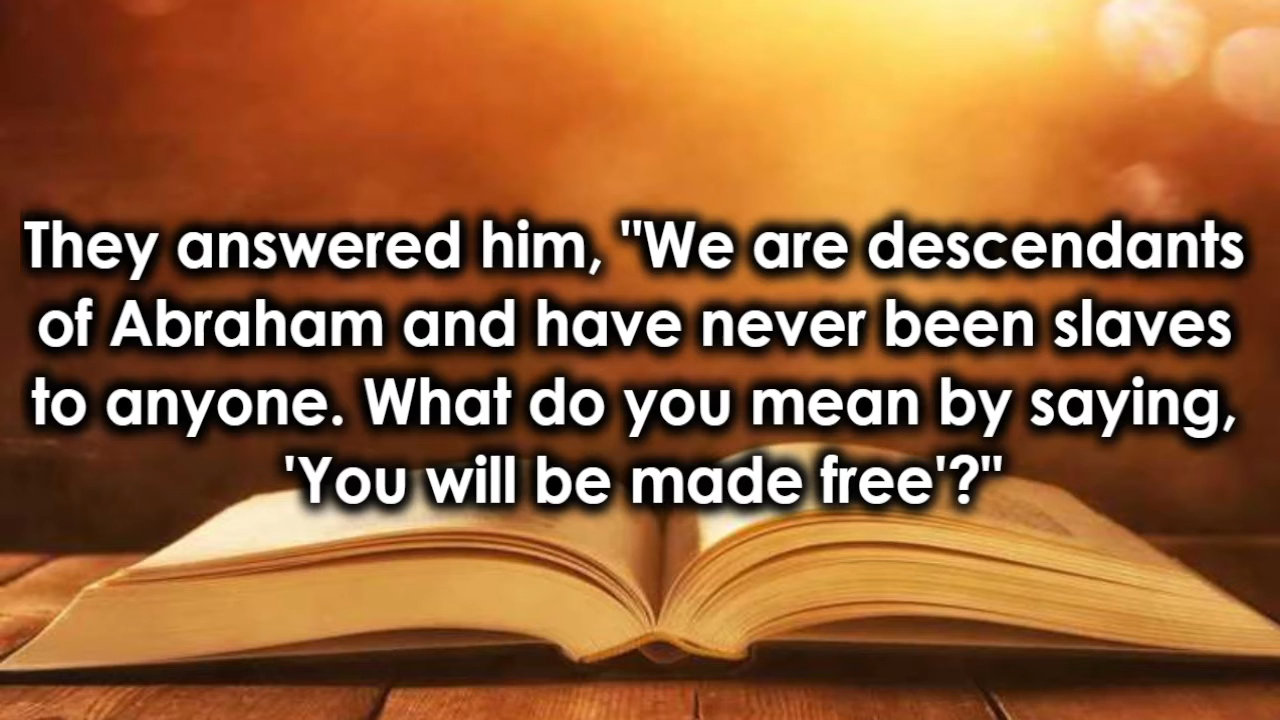 They answered him, "We are descendants
of Abraham and have never been slaves
to anyone. What do you mean by saying,
'You will be made free'?"